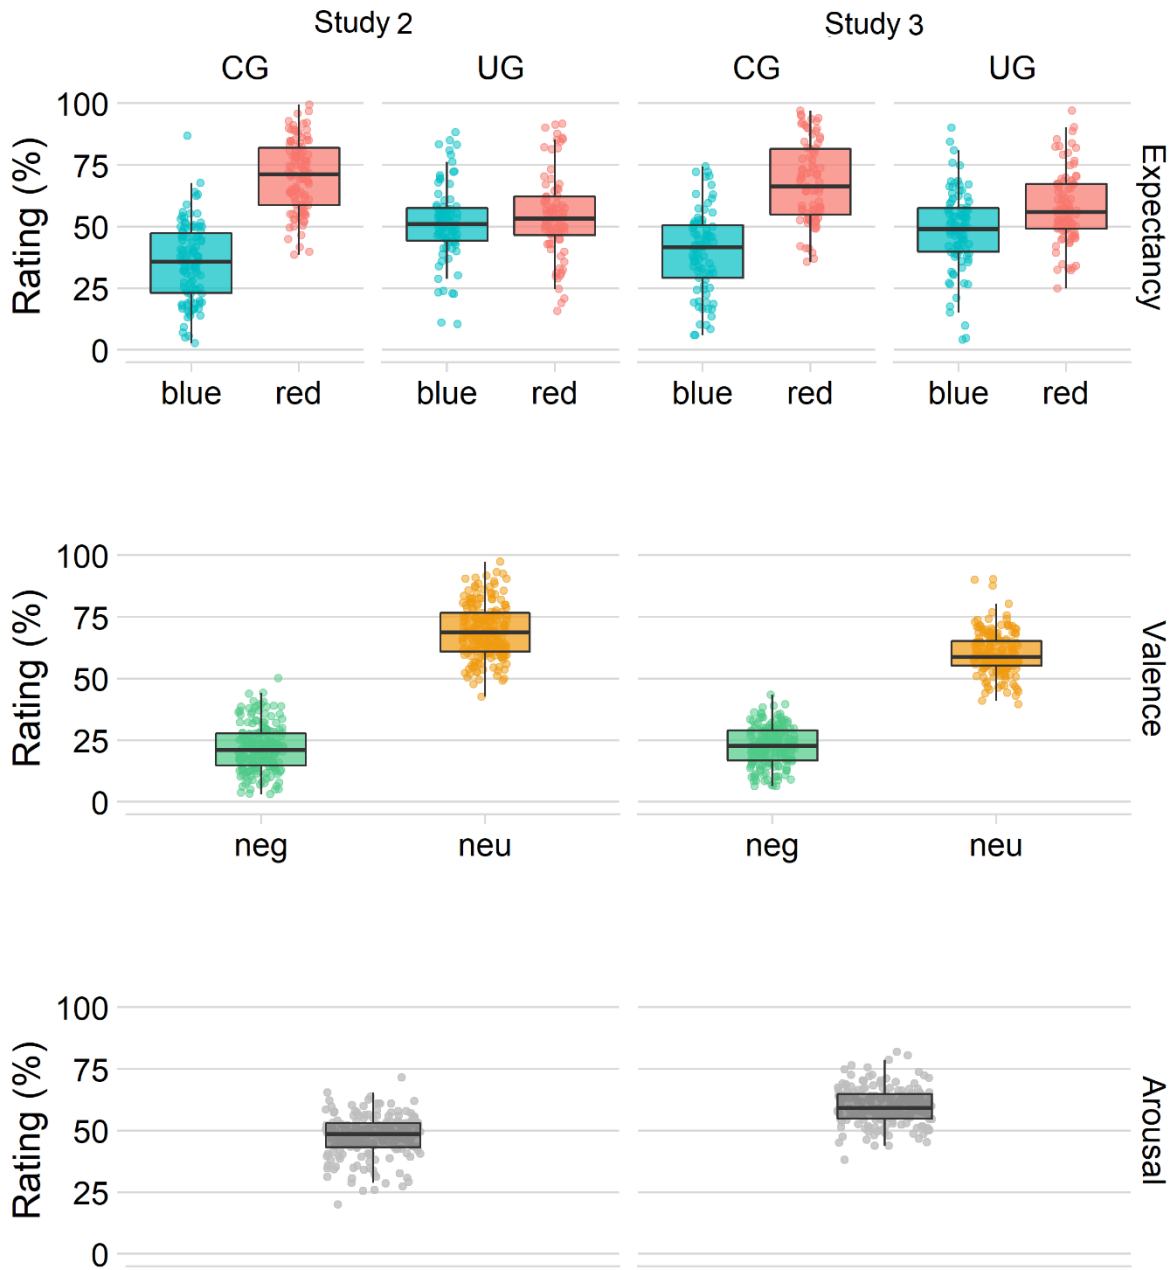 Study 2 Study 3
CG UG CG UG
Rating (%)
100
75
50
25
0
Expectancy
blue red blue red blue red blue red
Rating (%)
100
75
50
25
0
Valence
neg neu neg neu
Rating (%)
100
75
50
25
0
Arousal